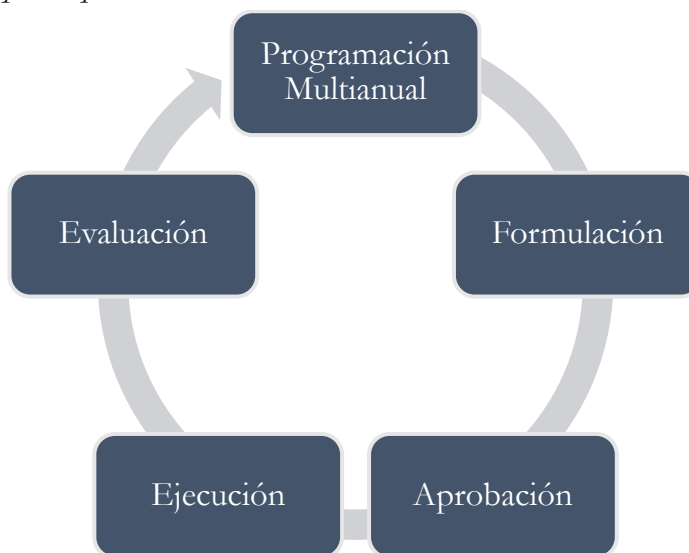 Programación
Multianual
Formulación
Aprobación
Ejecución
Evaluación